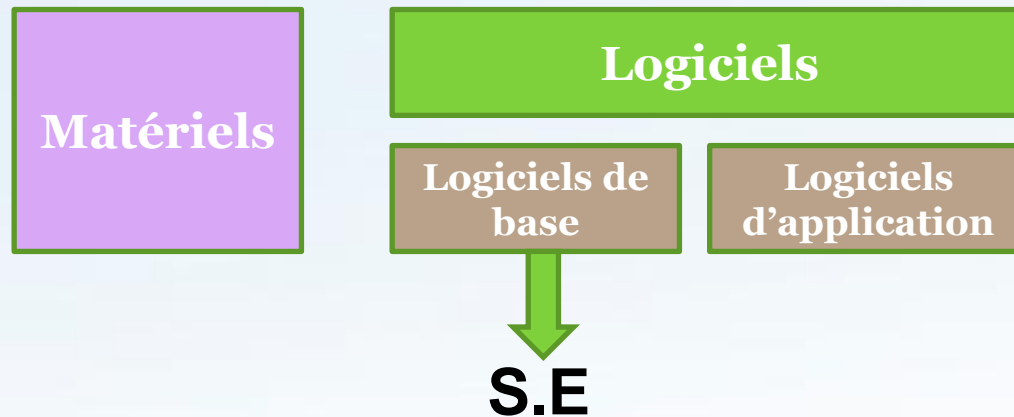 Matériels
Logiciels
Logiciels de
base
Logiciels
d’application
S.E